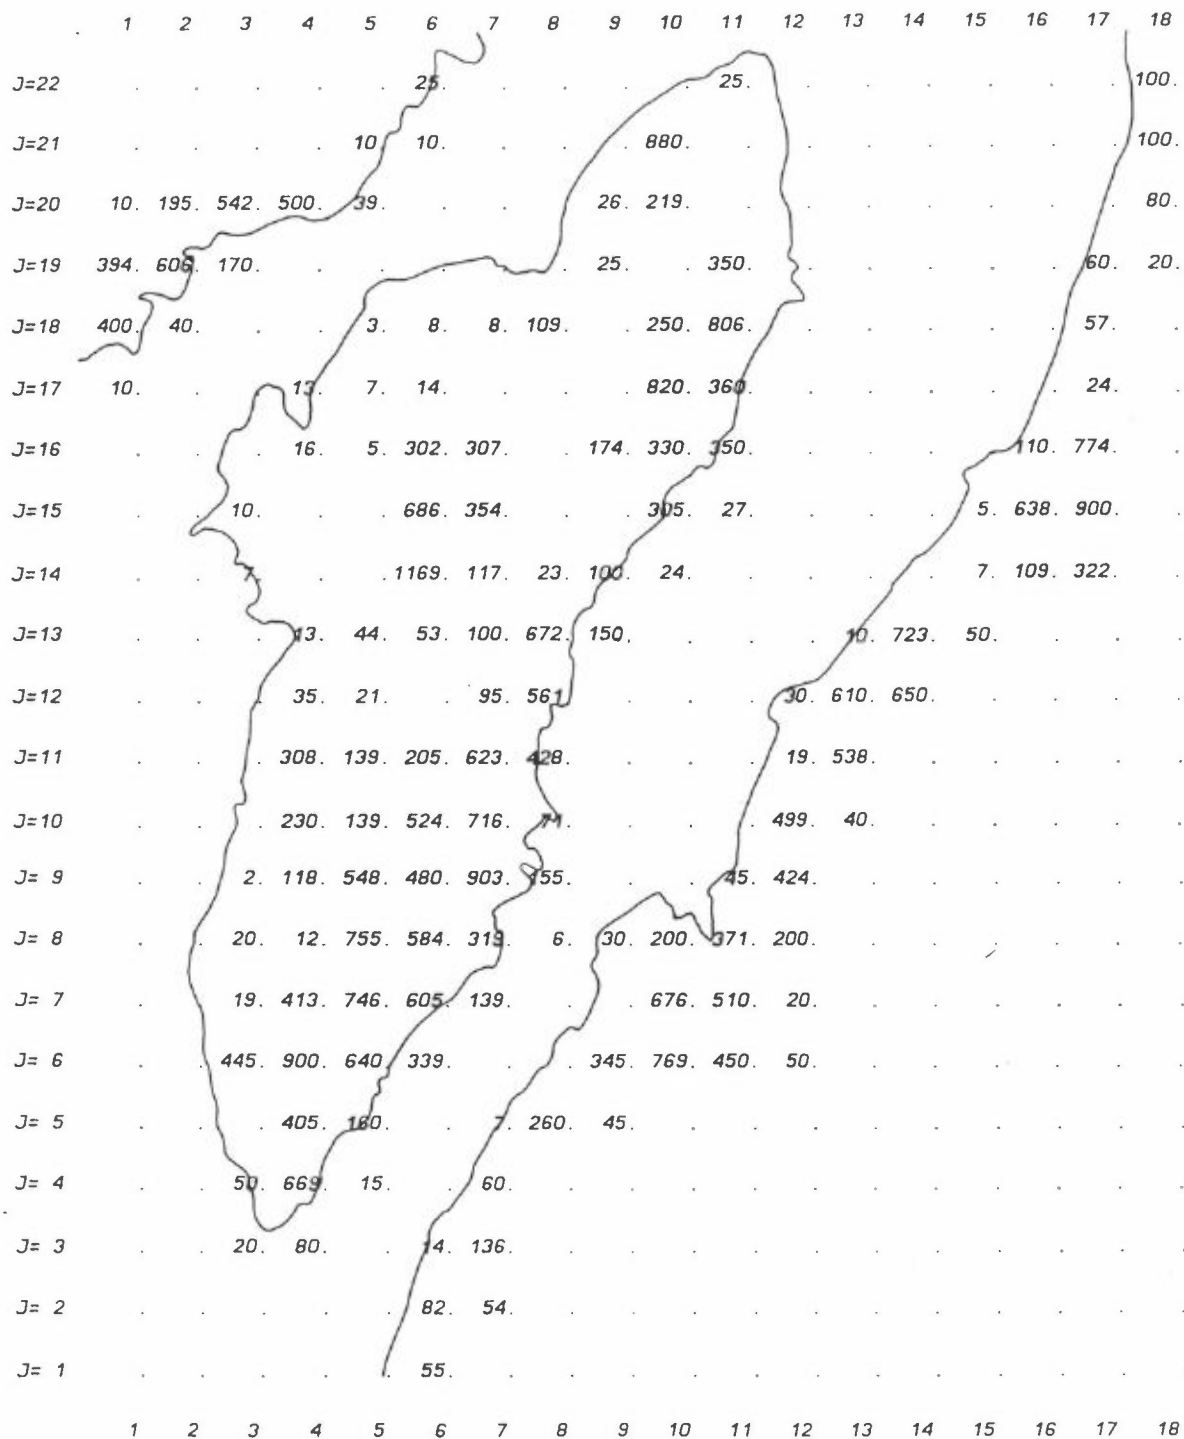 . 1 2 3 4 5 6 7 8 9 10 11 12 13 14 15 16 17 18
J=22 . . . . . 25. . . . . 25. . . . . . . 100.
J=21 . . . . 10. 10. . . . 880. . . . . . . . 100.
J=20 10. 195. 542. 500. 39. . . . 26. 219. . . . . . . . 80.
J=19 394. 606. 170. . . . . . 25. . 350. . . . . . 60. 20.
J=18 400. 40. . . 3. 8. 8. 109. . 250. 806. . . . . . 57. .
J=17 10. . . 13. 7. 14. . . . 820. 360. . . . . . 24. .
J=16 . . . 16. 5. 302. 307. . 174. 330. 350. . . . . 110. 774. .
J=15 . . 10. . . 686. 354. . . 305. 27. . . . 5. 638. 900. .
J=14 . . 7. . . 1169. 117. 23. 100. 24. . . . . 7. 109. 322. .
J=13 . . . 13. 44. 53. 100. 672. 150. . . . 10. 723. 50. . . .
J=12 . . . 35. 21. . 95. 561. . . . 30. 610. 650. . . . .
J=11 . . . 308. 139. 205. 623. 428. . . . 19. 538. . . . . .
J=10 . . . 230. 139. 524. 716. 71. . . . 499. 40. . . . . .
J= 9 . . 2. 118. 548. 480. 903. 155. . . 45. 424. . . . . . .
J= 8 . . 20. 12. 755. 584. 319. 6. 30. 200. 371. 200. . . . . . .
J= 7 . . 19. 413. 746. 605. 139. . . 676. 510. 20. . . . . . .
J= 6 . . 445. 900. 640. 339. . . 345. 769. 450. 50. . . . . . .
J= 5 . . . 405. 160. . 7. 260. 45. . . . . . . . . .
J= 4 . . 50. 669. 15. . 60. . . . . . . . . . . .
J= 3 . . 20. 80. . 14. 136. . . . . . . . . . . .
J= 2 . . . . . 82. 54. . . . . . . . . . . .
J= 1 . . . . . 55. . . . . . . . . . . . .
1 2 3 4 5 6 7 8 9 10 11 12 13 14 15 16 17 18